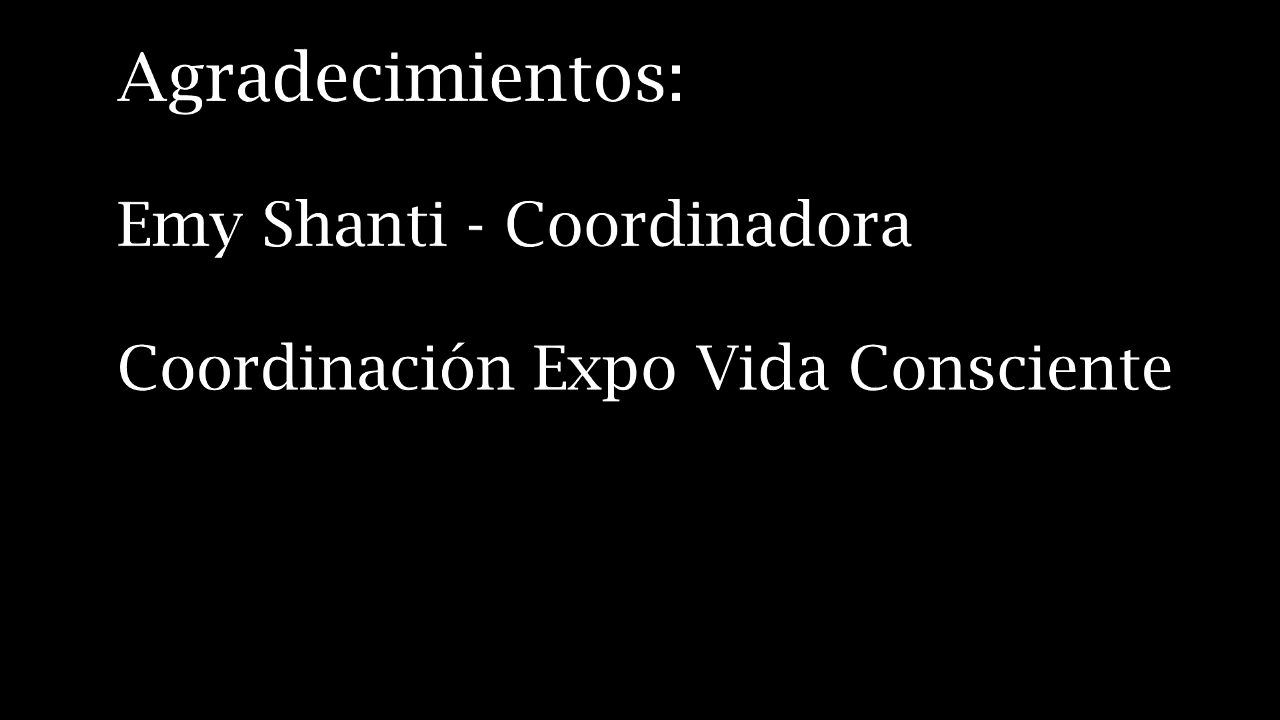 Agradecimientos:
Emy Shanti - Coordinadora
Coordinación Expo Vida Consciente